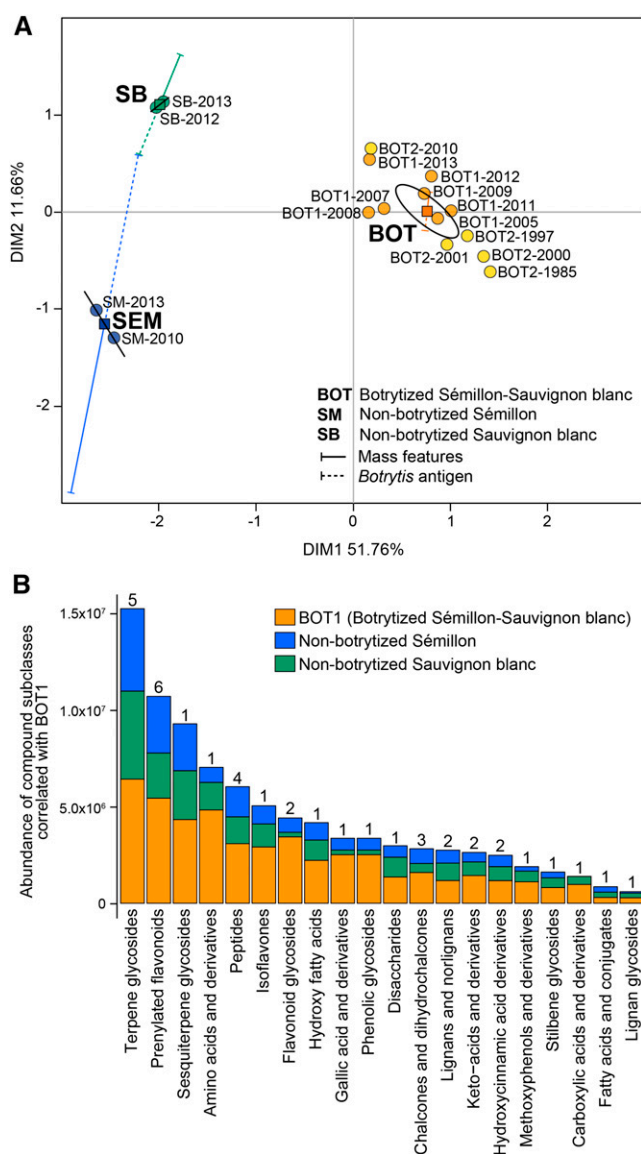 A
SB
SB-2013
SB-2012
BOT2-2010
BOT1-2013
BOT1-2012
BOT1-2007
BOT1-2009
BOT1-2008
BOT1-2011
BOT1-2005
BOT
BOT2-1997
BOT2-2001
BOT2-2000
BOT2-1985
SM-2013
SEM
SM-2010
BOT Botrytized Sémillon-Sauvignon blanc
SM Non-botrytized Sémillon
SB Non-botrytized Sauvignon blanc
Mass features
Botrytis antigen
DIM2 11.66%
1
0
-1
-2
-2
-1
0
1
DIM1 51.76%
B
Abundance of compound subclasses
correlated with BOT1
1.5x10⁷
1.0x10⁷
5.0x10⁶
0
BOT1 (Botrytized Sémillon-Sauvignon blanc)
Non-botrytized Sémillon
Non-botrytized Sauvignon blanc
5
6
1
1
4
1
2
1
1
1
1
3
2
2
2
1
1
1
1
1
Terpene glycosides
Prenylated flavonoids
Sesquiterpene glycosides
Amino acids and derivatives
Peptides
Isoflavones
Flavonoid glycosides
Hydroxy fatty acids
Gallic acid and derivatives
Phenolic glycosides
Disaccharides
Chalcones and dihydrochalcones
Lignans and norlignans
Keto-acids and derivatives
Hydroxycinnamic acid derivatives
Methoxyphenols and derivatives
Stilbene glycosides
Carboxylic acids and derivatives
Fatty acids and conjugates
Lignan glycosides